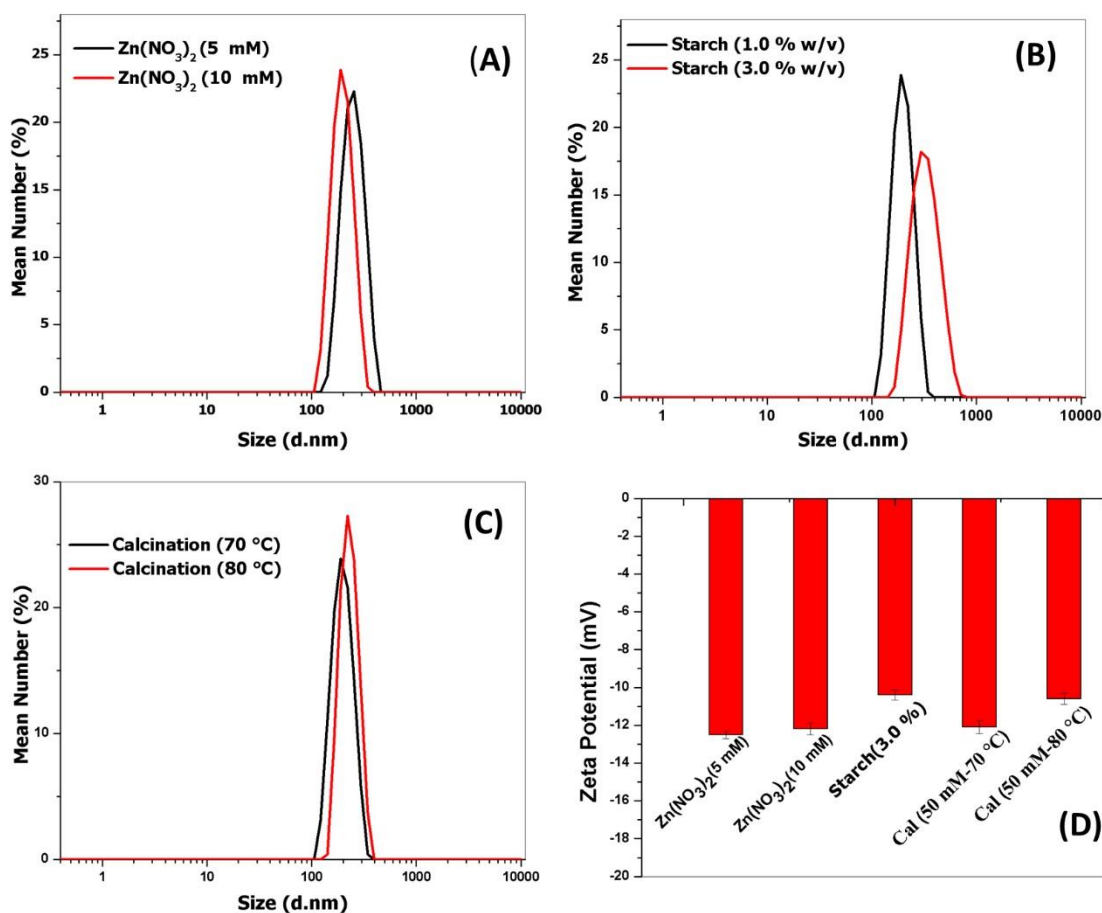 Zn(NO3)2 (5 mM)
Zn(NO3)2 (10 mM)
(A)
Mean Number (%)
25
20
15
10
5
0
1 10 100 1000 10000
Size (d.nm)
Starch (1.0 % w/v)
Starch (3.0 % w/v)
(B)
Mean Number (%)
25
20
15
10
5
0
1 10 100 1000 10000
Size (d.nm)
Calcination (70 °C)
Calcination (80 °C)
(C)
Mean Number (%)
30
20
10
0
1 10 100 1000 10000
Size (d.nm)
Zeta Potential (mV)
0
-2
-4
-6
-8
-10
-12
-14
-16
-18
-20
Zn(NO3)2(5 mM)
Zn(NO3)2(10 mM)
Starch(3.0 %)
Cal (50 mM-70 °C)
Cal (50 mM-80 °C)
(D)